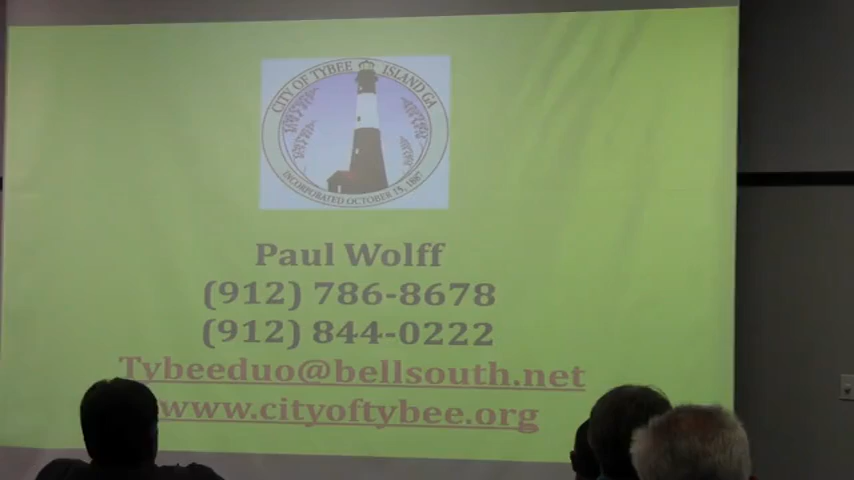 CITY OF TYBEE ISLAND GA
INCORPORATED OCTOBER 15, 1887
Paul Wolff
(912) 786-8678
(912) 844-0222
Tybeeduo@bellsouth.net
www.cityoftybee.org